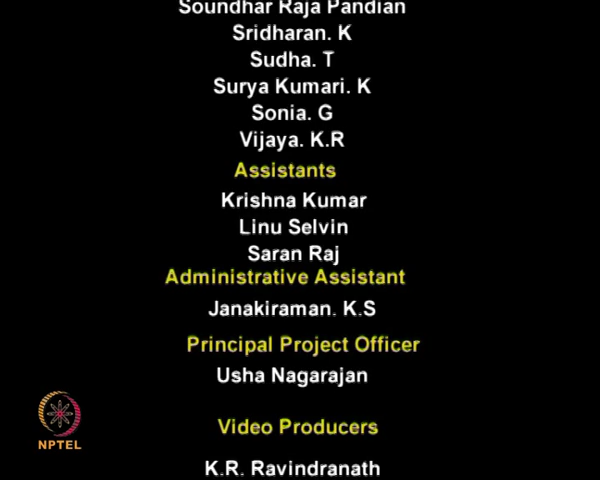 Soundhar Raja Pandian
Sridharan. K
Sudha. T
Surya Kumari. K
Sonia. G
Vijaya. K.R
Assistants
Krishna Kumar
Linu Selvin
Saran Raj
Administrative Assistant
Janakiraman. K.S
Principal Project Officer
Usha Nagarajan
Video Producers
K.R. Ravindranath
NPTEL